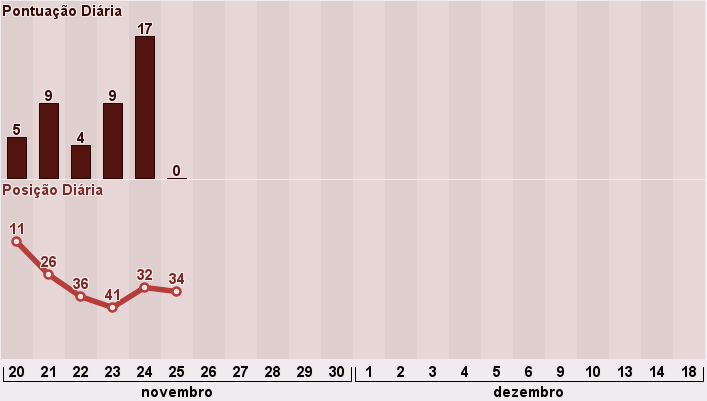 Pontuação Diária
5 9 4 9 17 0
Posição Diária
11 26 36 41 32 34
20 21 22 23 24 25 26 27 28 29 30 1 2 3 4 5 6 9 10 13 14 18
novembro dezembro